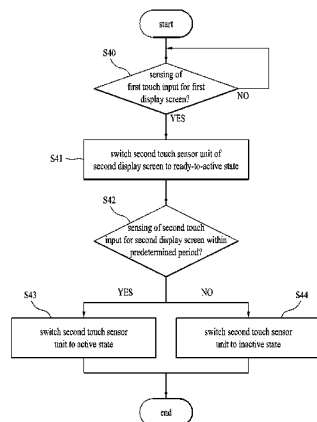 start
S40
sensing of
first touch input for first
display screen?
NO
YES
S41
switch second touch sensor unit of
second display screen to ready-to-active state
S42
sensing of second touch
input for second display screen within
predetermined period?
YES
NO
S43
S44
switch second touch sensor
unit to active state
switch second touch sensor
unit to inactive state
end